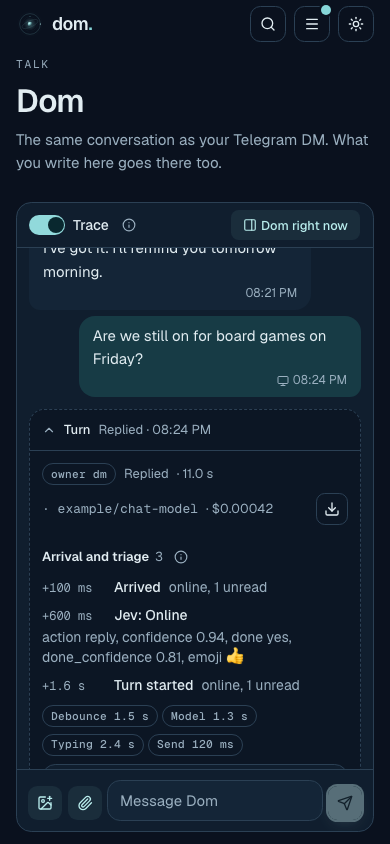 dom.
TALK
Dom
The same conversation as your Telegram DM. What
you write here goes there too.
Trace
Dom right now
I've got it. I'll remind you tomorrow
morning.
08:21 PM
Are we still on for board games on
Friday?
08:24 PM
Turn Replied · 08:24 PM
owner dm Replied · 11.0 s
· example/chat-model · $0.00042
Arrival and triage 3
+100 ms Arrived online, 1 unread
+600 ms Jev: Online
action reply, confidence 0.94, done yes,
done_confidence 0.81, emoji 👍
+1.6 s Turn started online, 1 unread
Debounce 1.5 s Model 1.3 s
Typing 2.4 s Send 120 ms
Message Dom